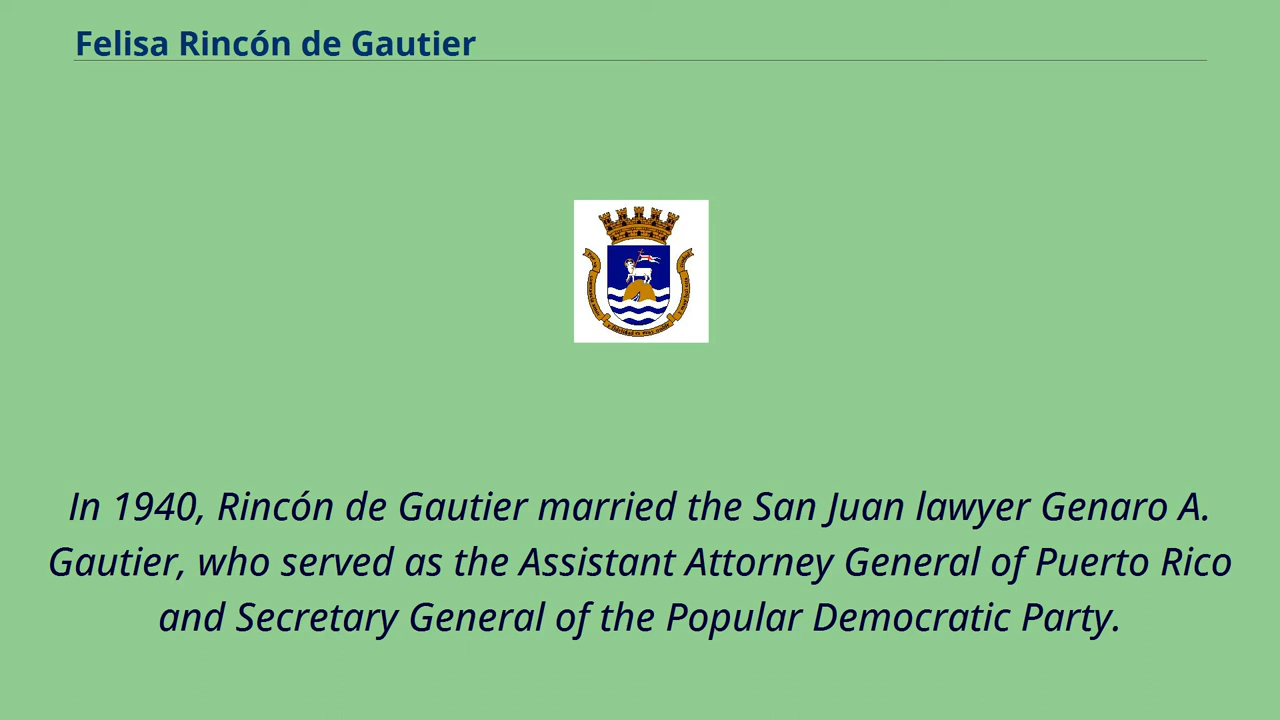 Felisa Rincón de Gautier
In 1940, Rincón de Gautier married the San Juan lawyer Genaro A.
Gautier, who served as the Assistant Attorney General of Puerto Rico
and Secretary General of the Popular Democratic Party.